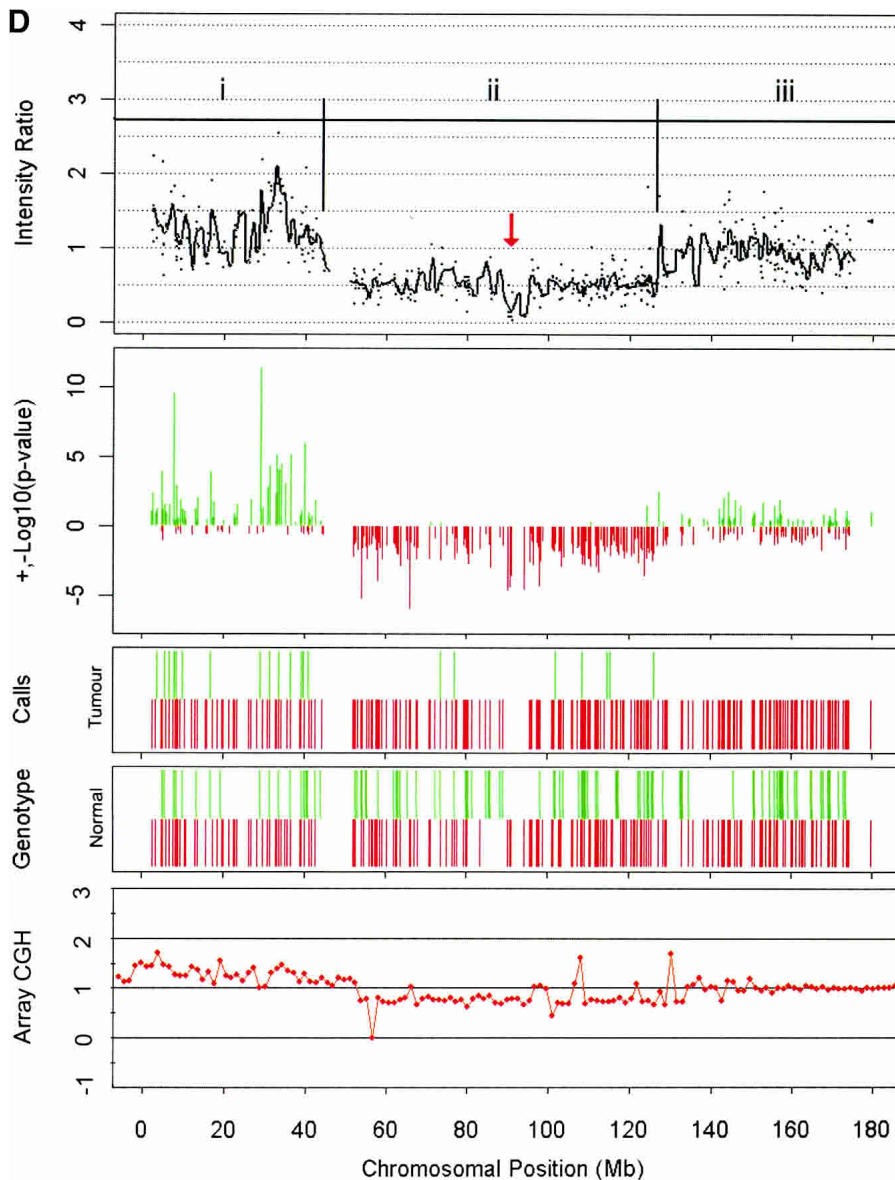 D
Intensity Ratio
4
3
2
1
0
i
ii
iii
+,-Log10(p-value)
10
5
0
-5
Calls
Tumour
Genotype
Normal
Array CGH
3
2
1
0
-1
0 20 40 60 80 100 120 140 160 180
Chromosomal Position (Mb)